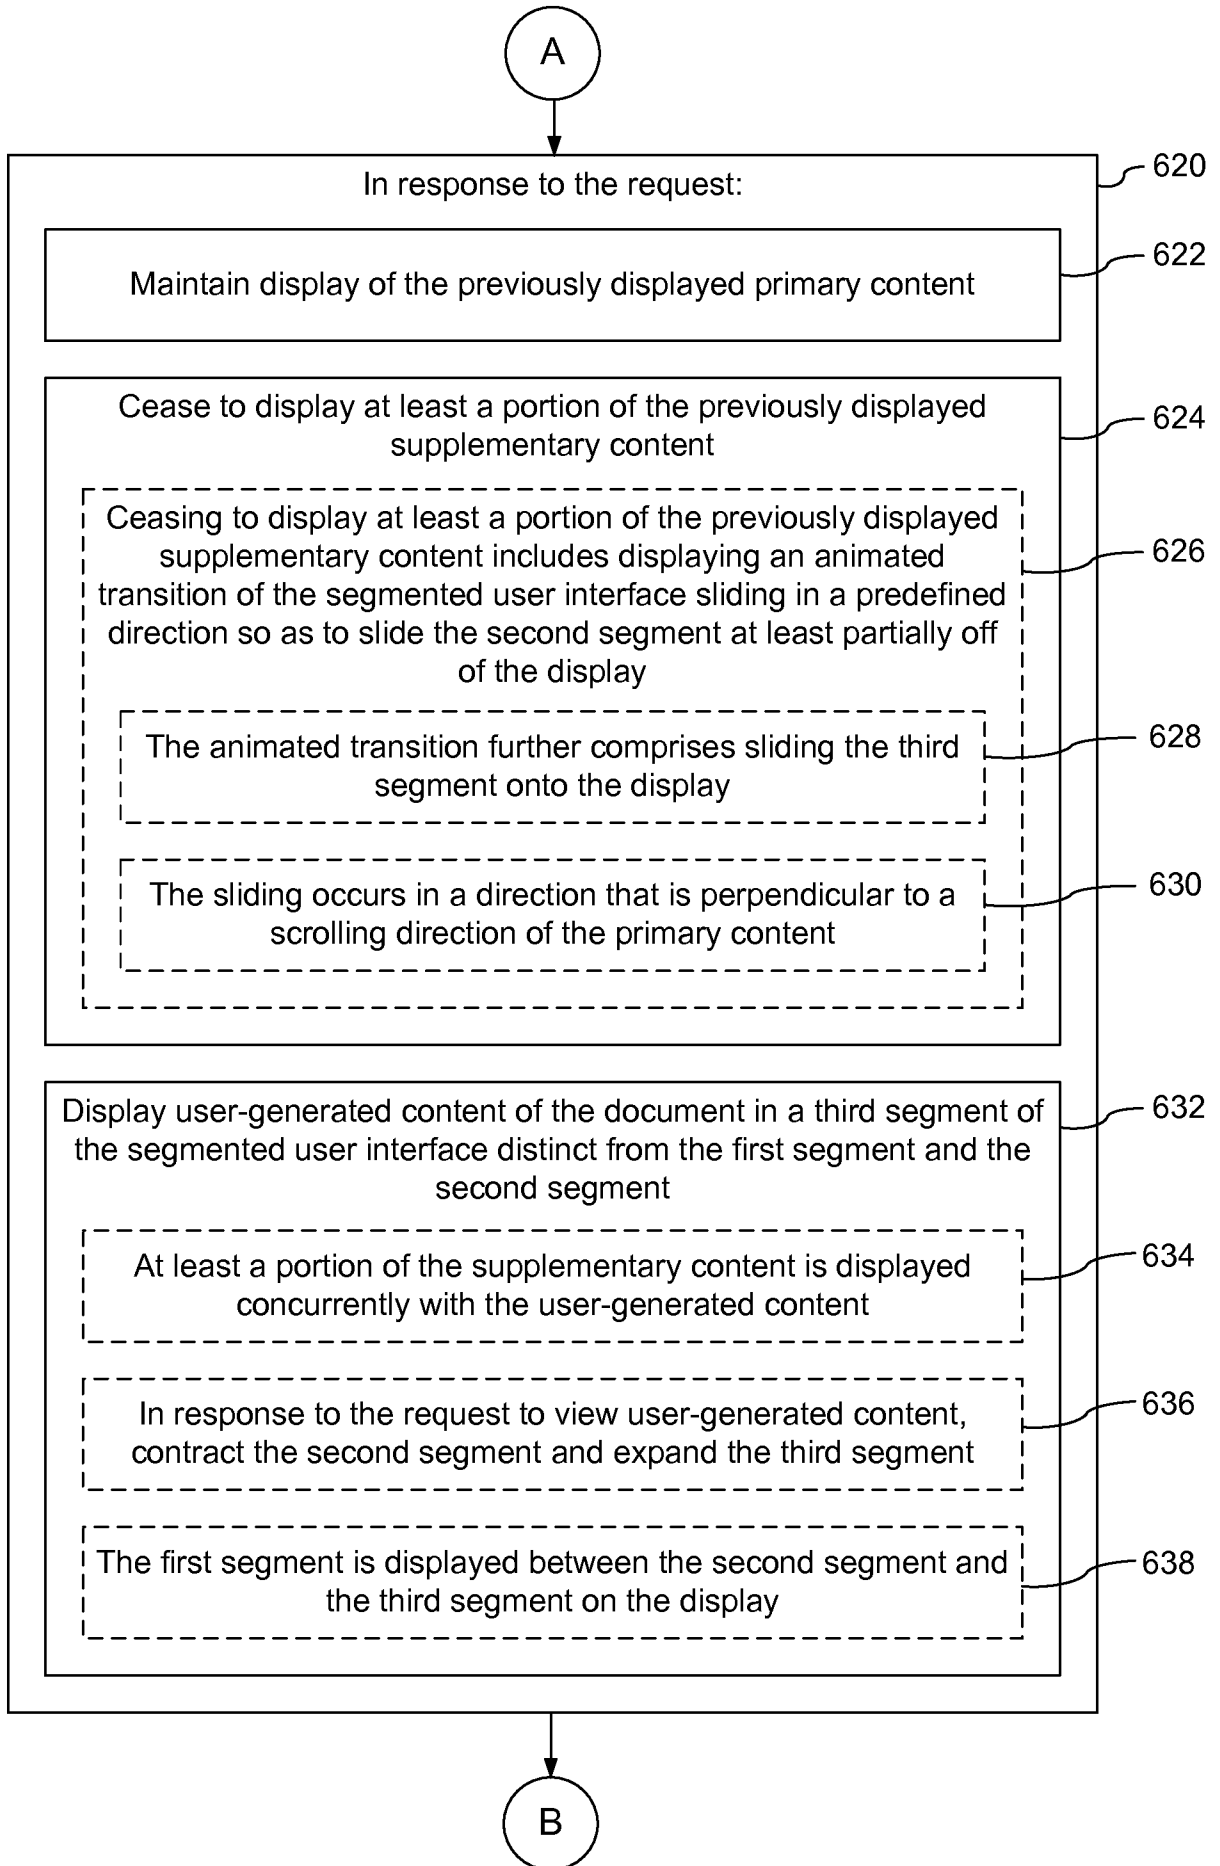 A
In response to the request:
620
Maintain display of the previously displayed primary content
622
Cease to display at least a portion of the previously displayed
supplementary content
624
Ceasing to display at least a portion of the previously displayed
supplementary content includes displaying an animated
transition of the segmented user interface sliding in a predefined
direction so as to slide the second segment at least partially off
of the display
626
The animated transition further comprises sliding the third
segment onto the display
628
The sliding occurs in a direction that is perpendicular to a
scrolling direction of the primary content
630
Display user-generated content of the document in a third segment of
the segmented user interface distinct from the first segment and the
second segment
632
At least a portion of the supplementary content is displayed
concurrently with the user-generated content
634
In response to the request to view user-generated content,
contract the second segment and expand the third segment
636
The first segment is displayed between the second segment and
the third segment on the display
638
B